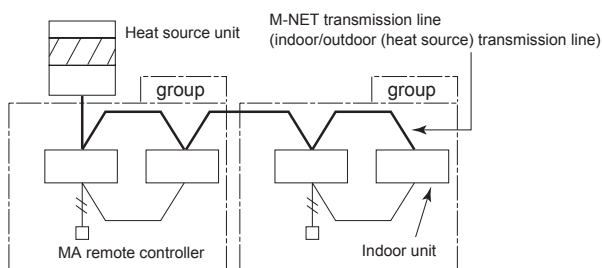 Heat source unit
M-NET transmission line
(indoor/outdoor (heat source) transmission line)
group
group
MA remote controller
Indoor unit